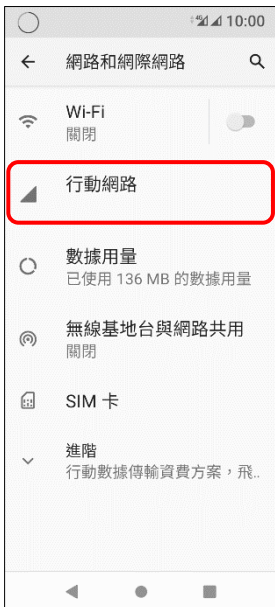 10:00
網路和網際網路
Wi-Fi
關閉
行動網路
數據用量
已使用 136 MB 的數據用量
無線基地台與網路共用
關閉
SIM 卡
進階
行動數據傳輸資費方案，飛..